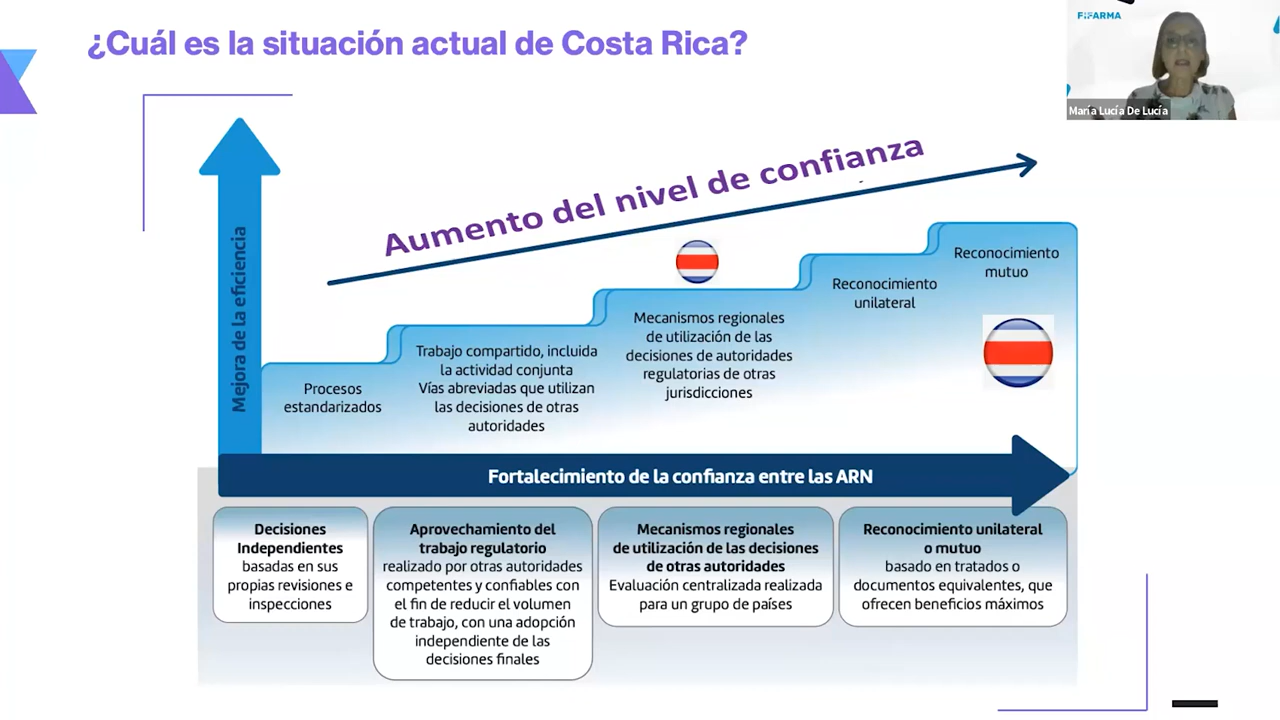 ¿Cuál es la situación actual de Costa Rica?
FIFARMA
María Lucía De Lucía
Aumento del nivel de confianza
Mejora de la eficiencia
Procesos
estandarizados
Trabajo compartido, incluida
la actividad conjunta
Vías abreviadas que utilizan
las decisiones de otras
autoridades
Mecanismos regionales
de utilización de las
decisiones de autoridades
regulatorias de otras
jurisdicciones
Reconocimiento
unilateral
Reconocimiento
mutuo
Fortalecimiento de la confianza entre las ARN
Decisiones
Independientes
basadas en sus
propias revisiones e
inspecciones
Aprovechamiento del
trabajo regulatorio
realizado por otras autoridades
competentes y confiables con
el fin de reducir el volumen
de trabajo, con una adopción
independiente de las
decisiones finales
Mecanismos regionales
de utilización de las decisiones
de otras autoridades
Evaluación centralizada realizada
para un grupo de países
Reconocimiento unilateral
o mutuo
basado en tratados o
documentos equivalentes, que
ofrecen beneficios máximos